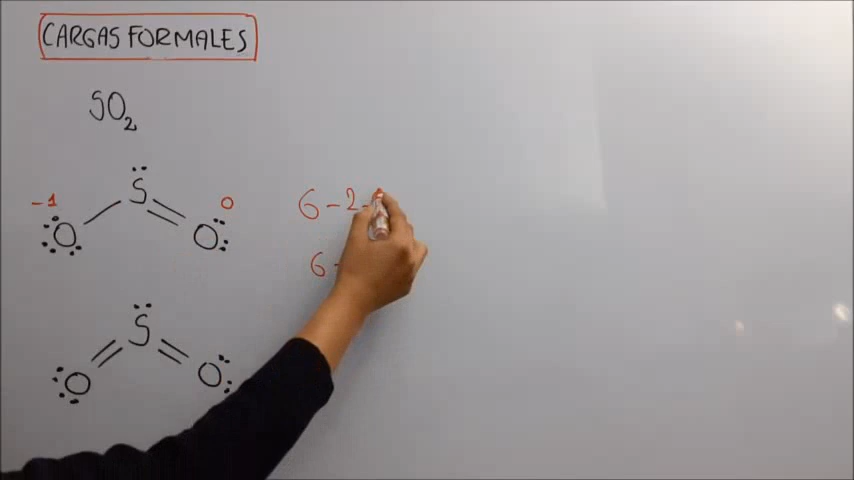 CARGAS FORMALES
SO2
S
-1 0
O O
6-2-
6-
S
O O